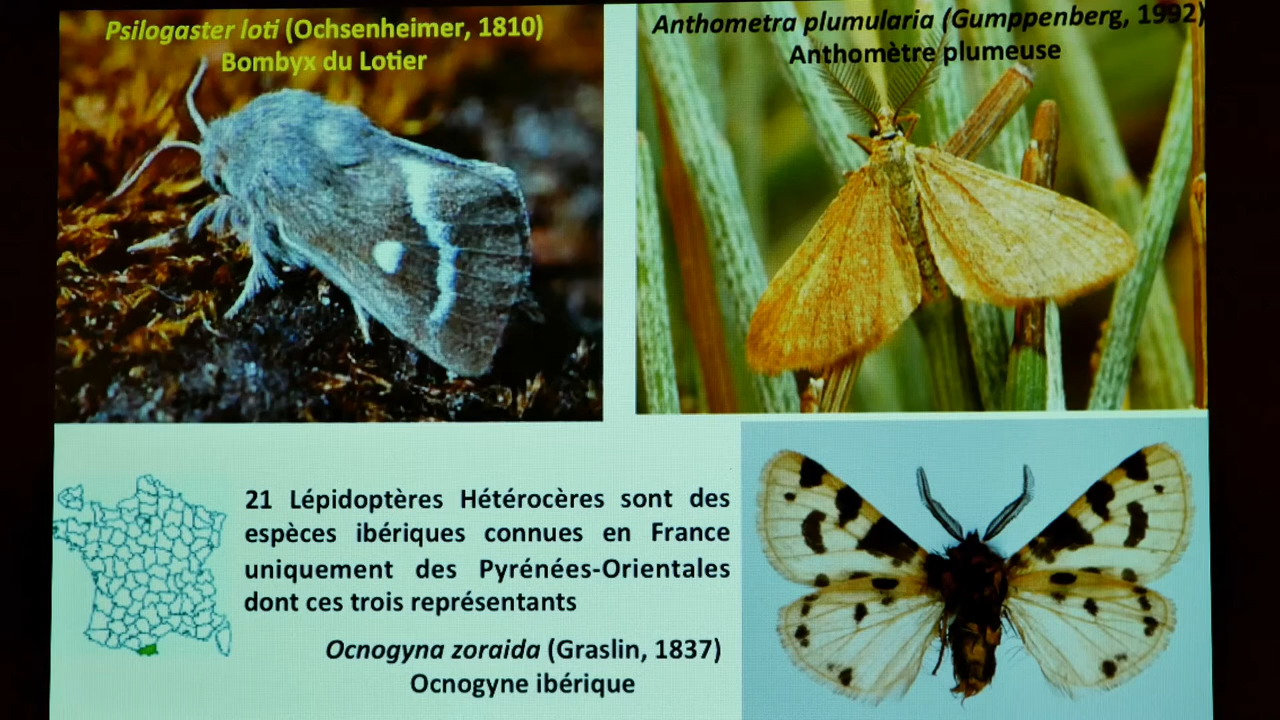 Psilogaster loti (Ochsenheimer, 1810)
Bombyx du Lotier
Anthometra plumularia (Gumppenberg, 1992)
Anthomètre plumeuse
21 Lépidoptères Hétérocères sont des
espèces ibériques connues en France
uniquement des Pyrénées-Orientales
dont ces trois représentants
Ocnogyna zoraida (Graslin, 1837)
Ocnogyne ibérique